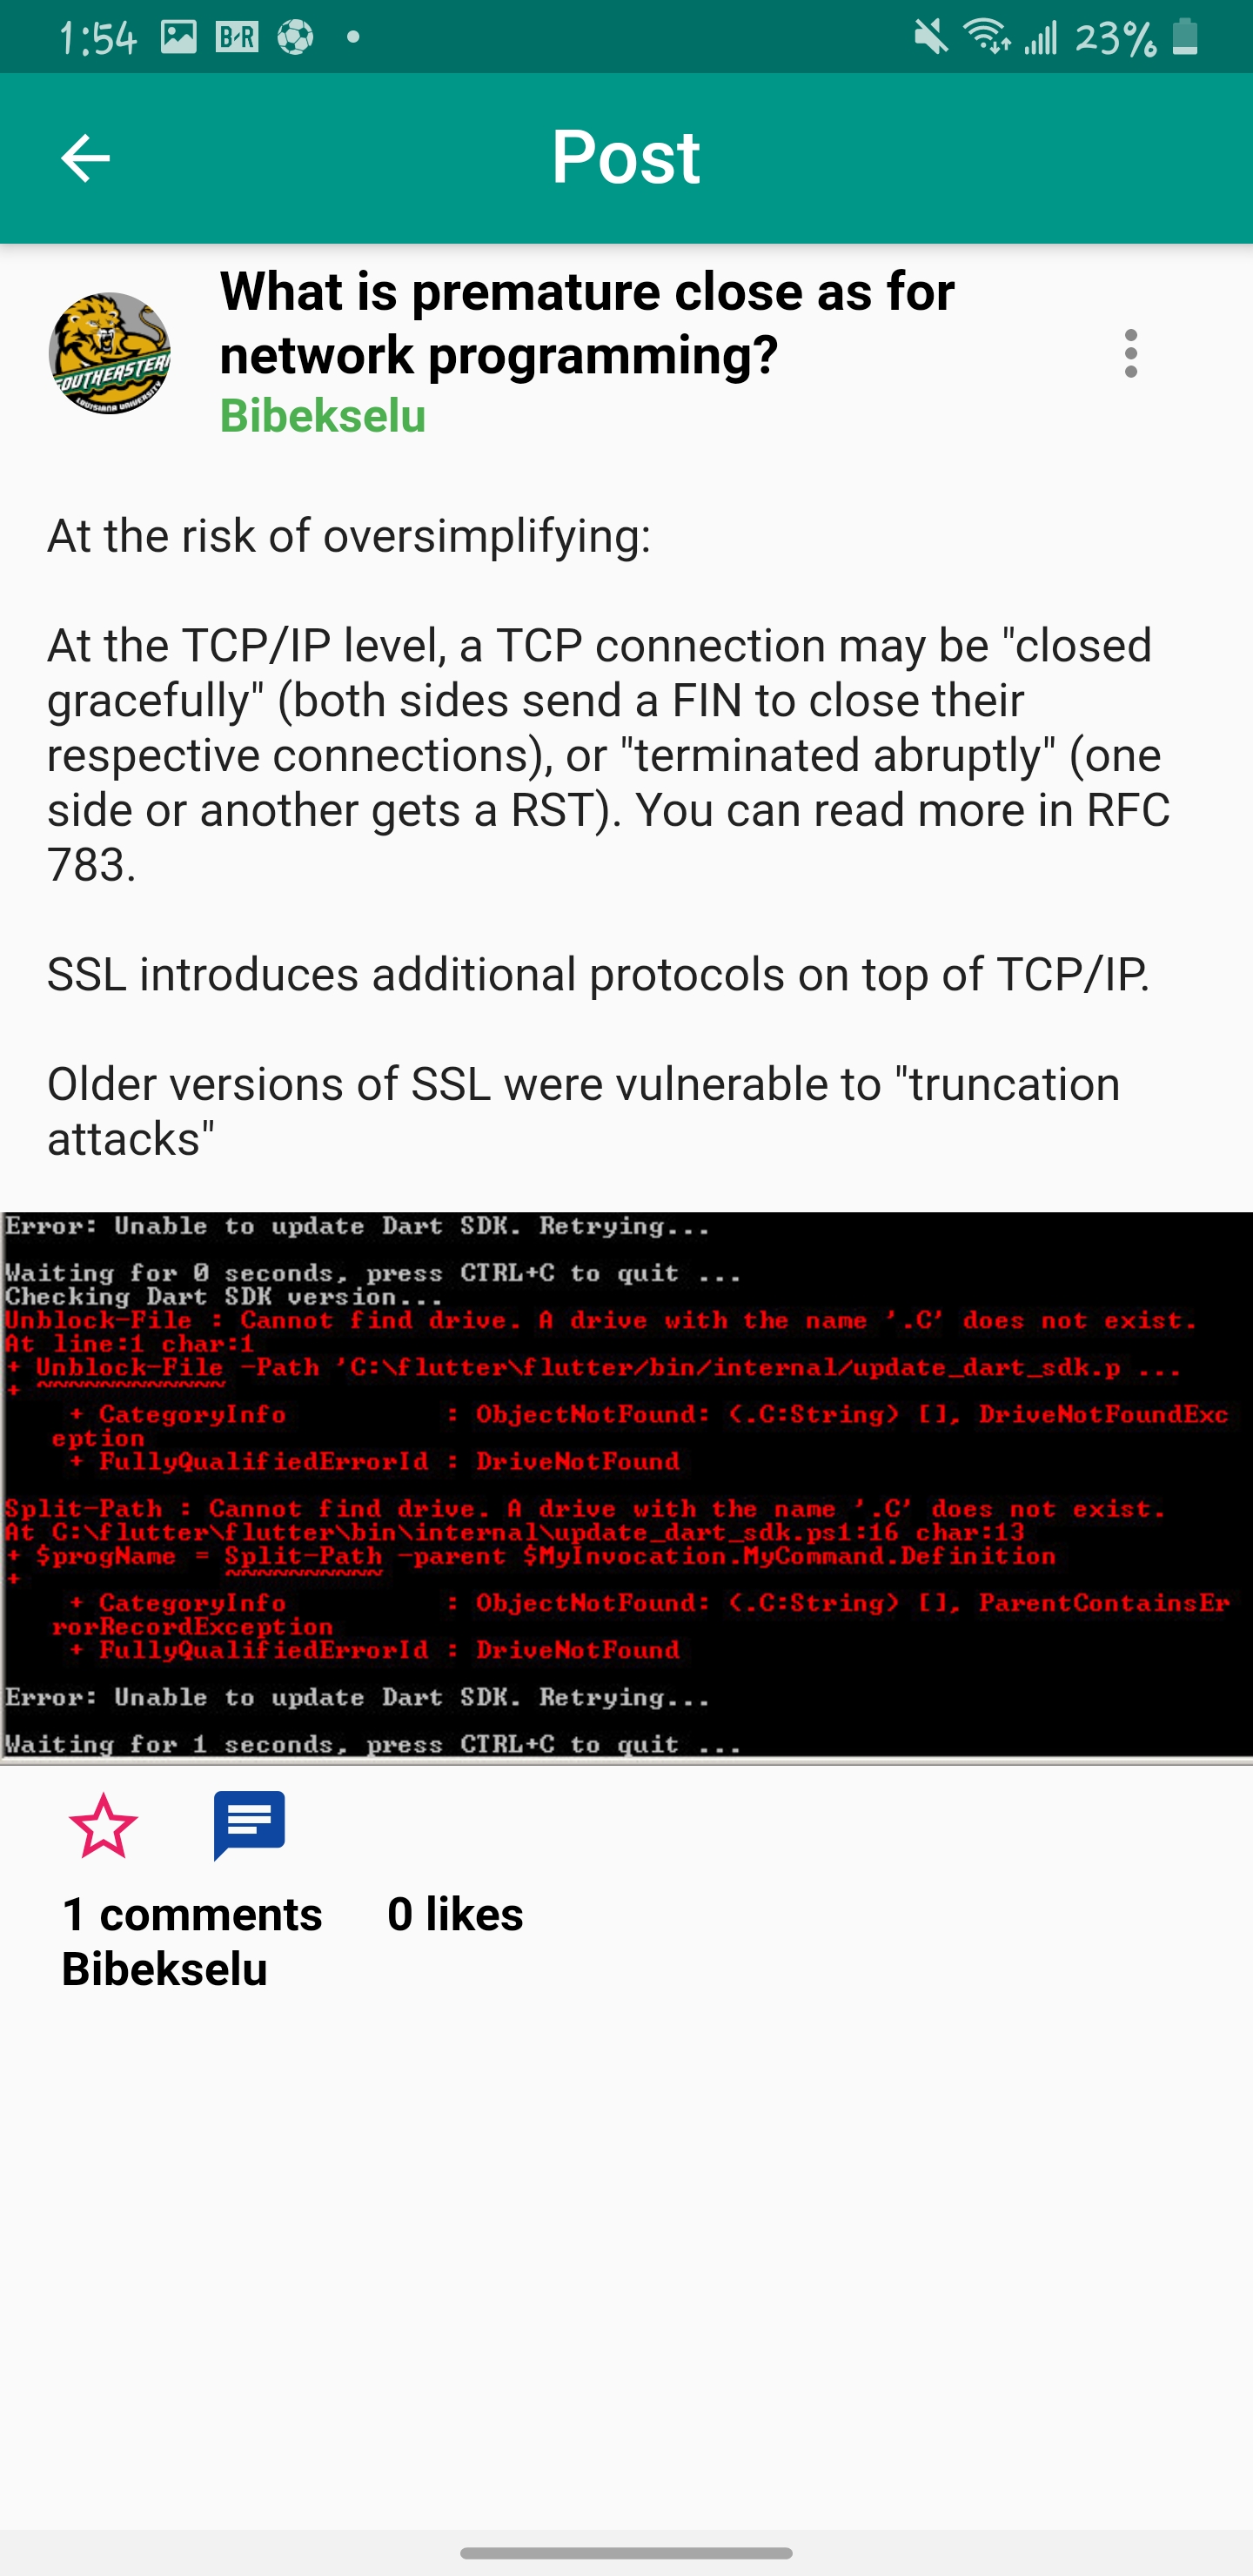 1:54 B-R 23%
Post
What is premature close as for
network programming?
Bibekselu
SOUTHEASTERN
LOUISIANA UNIVERSITY
At the risk of oversimplifying:
At the TCP/IP level, a TCP connection may be "closed
gracefully" (both sides send a FIN to close their
respective connections), or "terminated abruptly" (one
side or another gets a RST). You can read more in RFC
783.
SSL introduces additional protocols on top of TCP/IP.
Older versions of SSL were vulnerable to "truncation
attacks"
Error: Unable to update Dart SDK. Retrying...
Waiting for 0 seconds, press CTRL+C to quit ...
Checking Dart SDK version...
Unblock-File : Cannot find drive. A drive with the name '.C' does not exist.
At line:1 char:1
+ Unblock-File -Path 'C:\flutter\flutter/bin/internal/update_dart_sdk.p ...
+ ~~~~~~~~~~~~
+ CategoryInfo : ObjectNotFound: (.C:String) [], DriveNotFoundExc
eption
+ FullyQualifiedErrorId : DriveNotFound
Split-Path : Cannot find drive. A drive with the name '.C' does not exist.
At C:\flutter\flutter\bin\internal\update_dart_sdk.ps1:16 char:13
+ $progName = Split-Path -parent $MyInvocation.MyCommand.Definition
+ ~~~~~~~~~~
+ CategoryInfo : ObjectNotFound: (.C:String) [], ParentContainsEr
rorRecordException
+ FullyQualifiedErrorId : DriveNotFound
Error: Unable to update Dart SDK. Retrying...
Waiting for 1 seconds, press CTRL+C to quit ...
1 comments 0 likes
Bibekselu